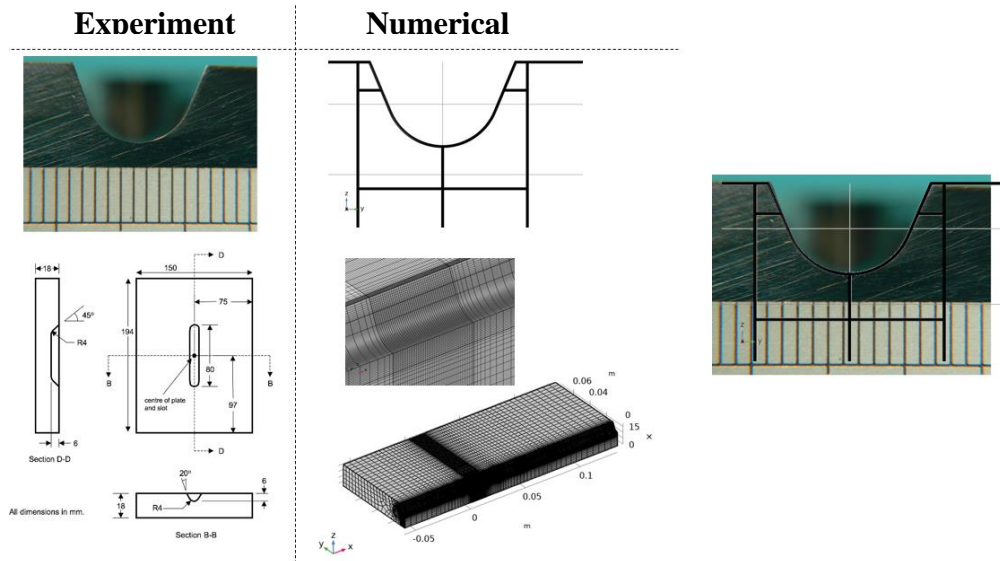 Experiment
Numerical
z
y
D
18
150
75
45º
R4
194
80
B
B
centre of plate
and slot
97
6
D
Section D-D
20º
6
18
R4
All dimensions in mm.
Section B-B
m
0.06
0.04
0
15
0
x
0.1
0.05
0
m
-0.05
z
y
x
z
y